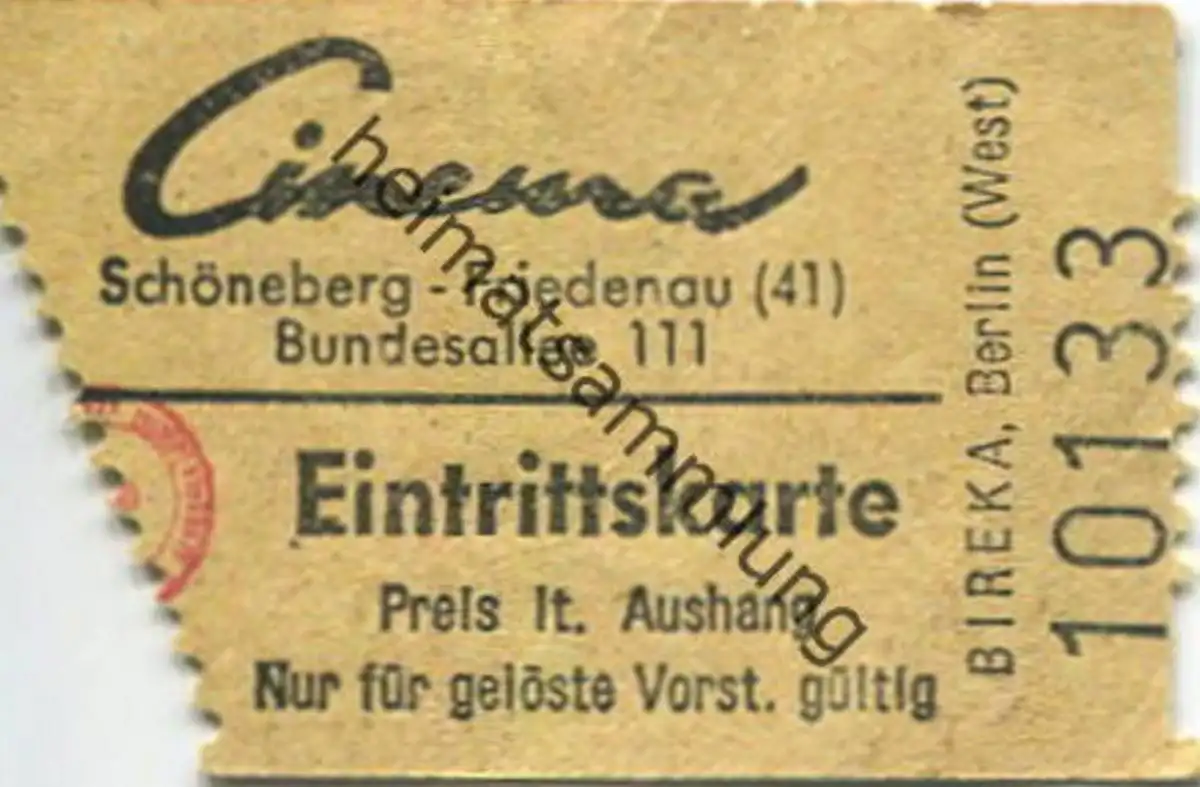 Cinema
Schöneberg - Friedenau (41)
Bundesallee 111
Eintrittskarte
Preis lt. Aushang
Nur für gelöste Vorst. gültig
BIREKA, Berlin (West)
10133
heimatsammlung